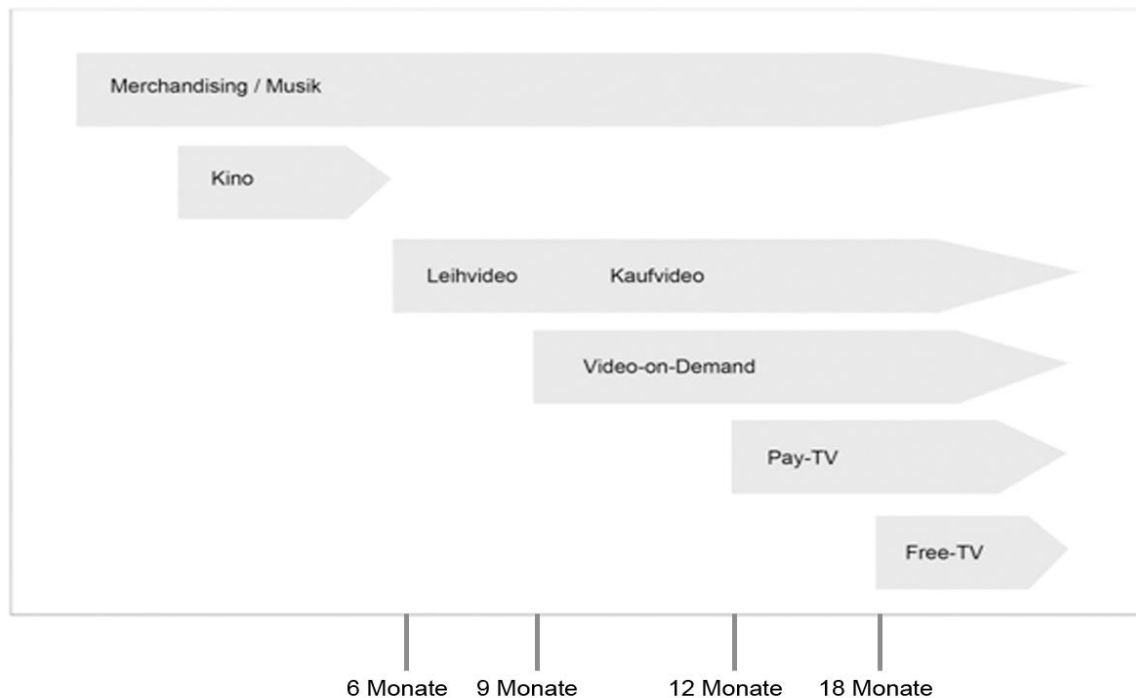 Merchandising / Musik
Kino
Leihvideo Kaufvideo
Video-on-Demand
Pay-TV
Free-TV
6 Monate 9 Monate 12 Monate 18 Monate